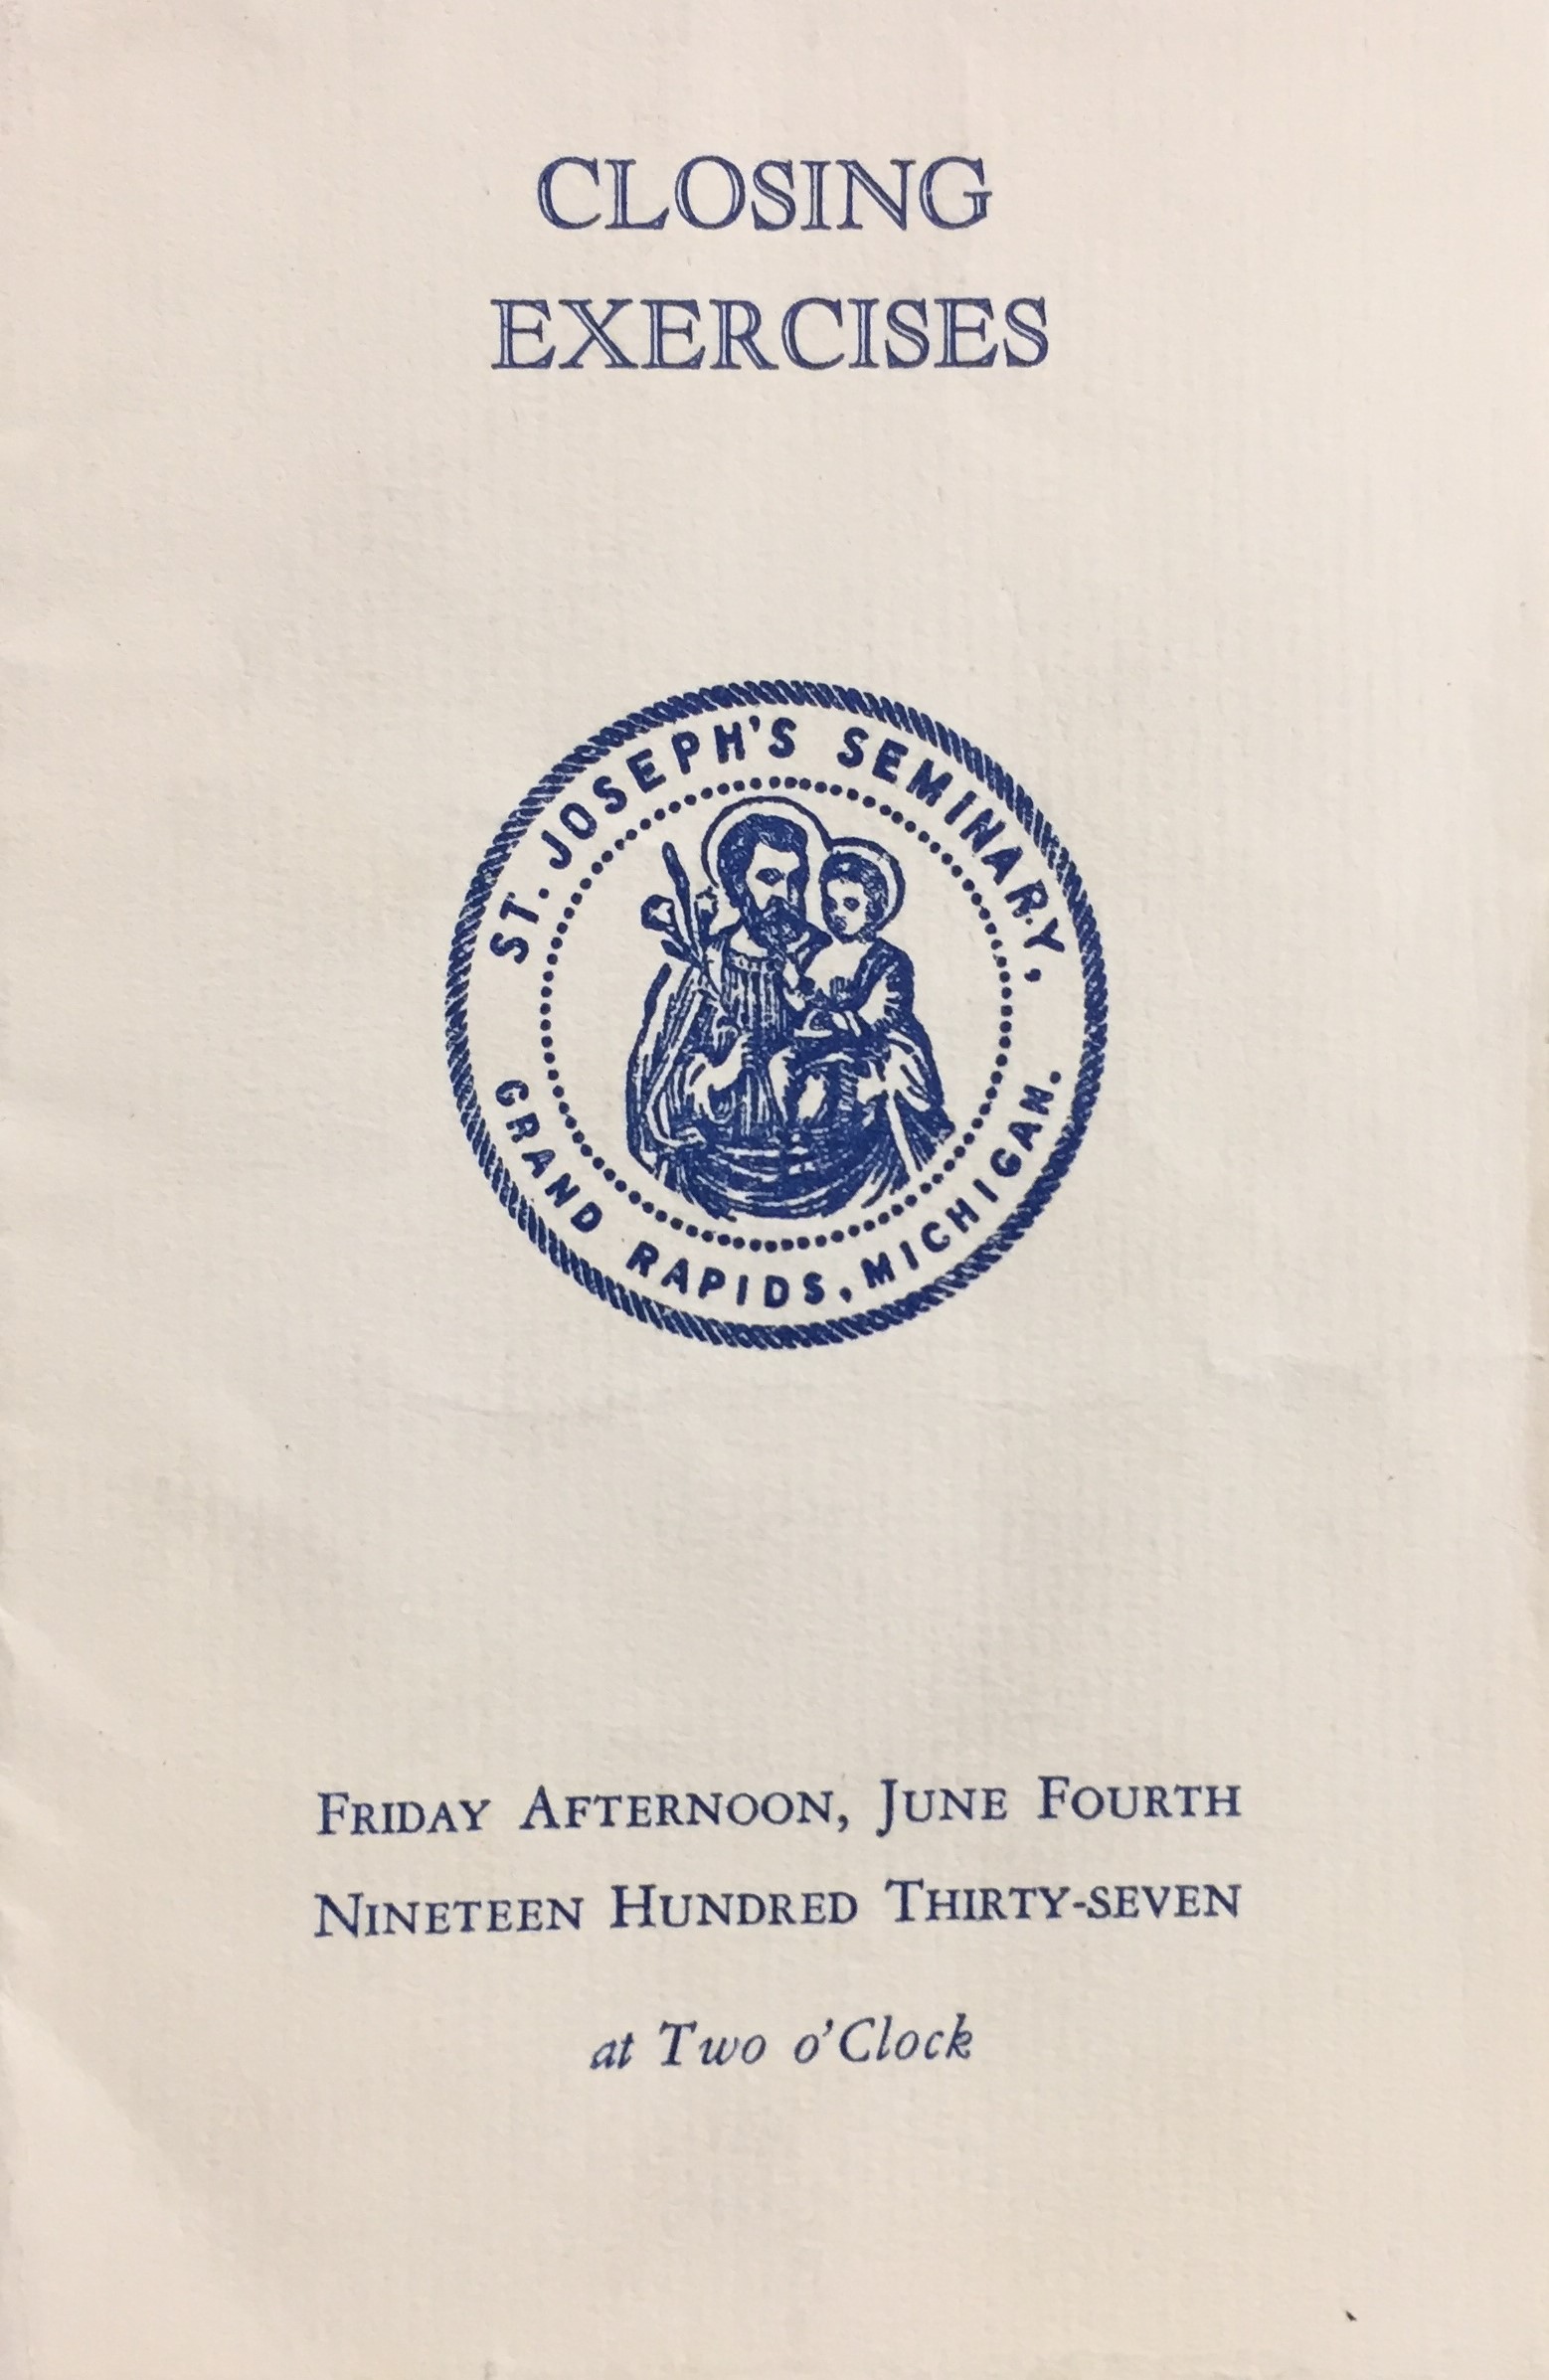 CLOSING
EXERCISES
ST. JOSEPH'S SEMINARY,
GRAND RAPIDS, MICHIGAN.
FRIDAY AFTERNOON, JUNE FOURTH
NINETEEN HUNDRED THIRTY-SEVEN
at Two o'Clock